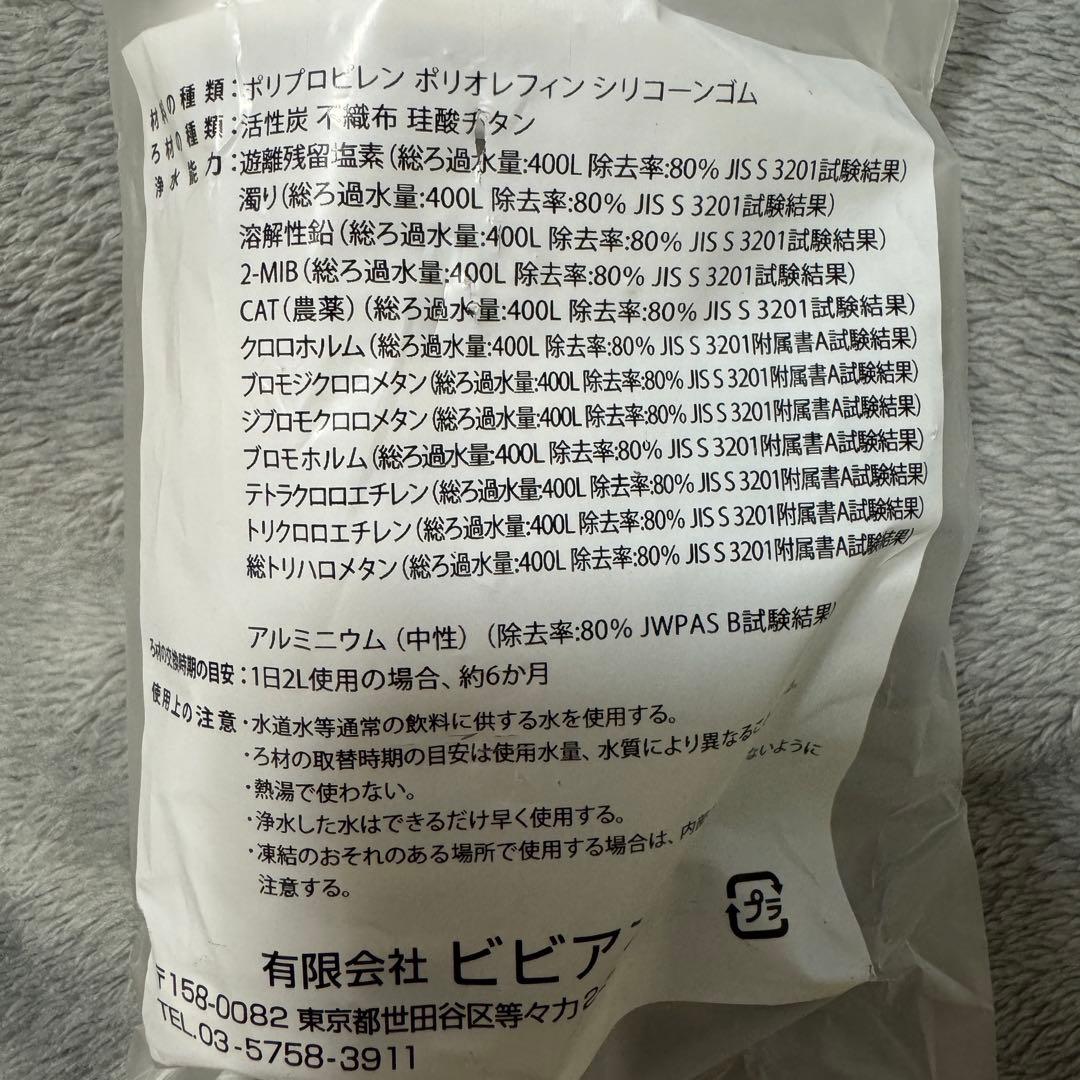 材料の種類：ポリプロピレン ポリオレフィン シリコーンゴム
ろ材の種類：活性炭 不織布 珪酸チタン
浄水能力：遊離残留塩素（総ろ過水量:400L 除去率:80% JIS S 3201試験結果）
濁り（総ろ過水量:400L 除去率:80% JIS S 3201試験結果）
溶解性鉛（総ろ過水量:400L 除去率:80% JIS S 3201試験結果）
2-MIB（総ろ過水量:400L 除去率:80% JIS S 3201試験結果）
CAT（農薬）（総ろ過水量:400L 除去率:80% JIS S 3201試験結果）
クロロホルム（総ろ過水量:400L 除去率:80% JIS S 3201附属書A試験結果）
ブロモジクロロメタン（総ろ過水量:400L 除去率:80% JIS S 3201附属書A試験結果）
ジブロモクロロメタン（総ろ過水量:400L 除去率:80% JIS S 3201附属書A試験結果）
ブロモホルム（総ろ過水量:400L 除去率:80% JIS S 3201附属書A試験結果）
テトラクロロエチレン（総ろ過水量:400L 除去率:80% JIS S 3201附属書A試験結果）
トリクロロエチレン（総ろ過水量:400L 除去率:80% JIS S 3201附属書A試験結果）
総トリハロメタン（総ろ過水量:400L 除去率:80% JIS S 3201附属書A試験結果）
アルミニウム（中性）（除去率:80% JWPAS B試験結果）
ろ材の交換時期の目安：1日2L使用の場合、約6か月
使用上の注意・水道水等通常の飲料に供する水を使用する。
・ろ材の取替時期の目安は使用水量、水質により異なるこ
・熱湯で使わない。
・浄水した水はできるだけ早く使用する。
・凍結のおそれのある場所で使用する場合は、内部 ないように
注意する。
プラ
有限会社 ビビア
〒158-0082 東京都世田谷区等々力2-
TEL.03-5758-3911